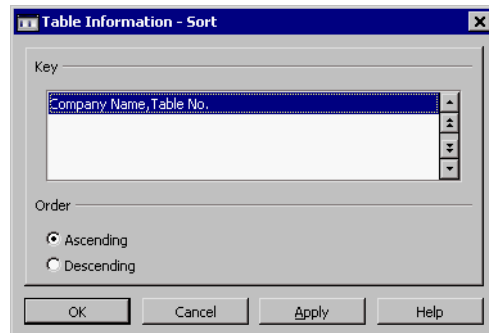 Table Information - Sort
Key
Company Name,Table No.
Order
Ascending
Descending
OK Cancel Apply Help